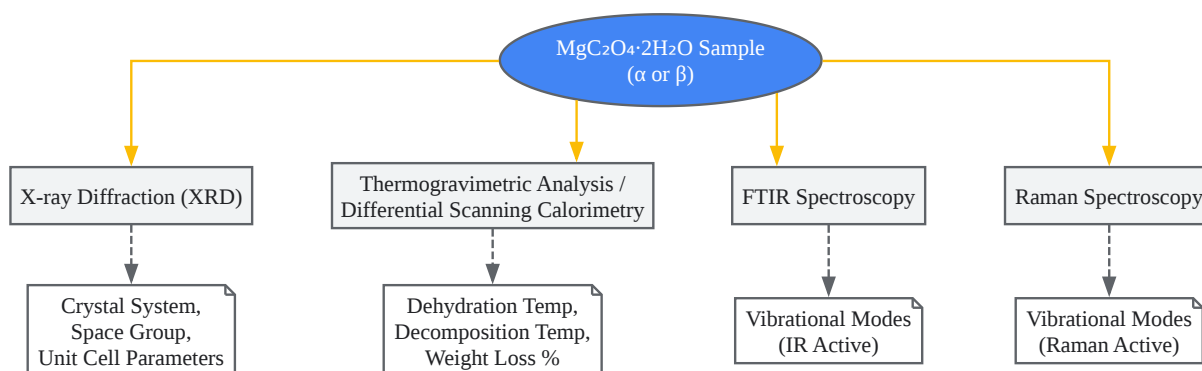 MgC₂O₄·2H₂O Sample
(α or β)
X-ray Diffraction (XRD)
Thermogravimetric Analysis /
Differential Scanning Calorimetry
FTIR Spectroscopy
Raman Spectroscopy
Crystal System,
Space Group,
Unit Cell Parameters
Dehydration Temp,
Decomposition Temp,
Weight Loss %
Vibrational Modes
(IR Active)
Vibrational Modes
(Raman Active)